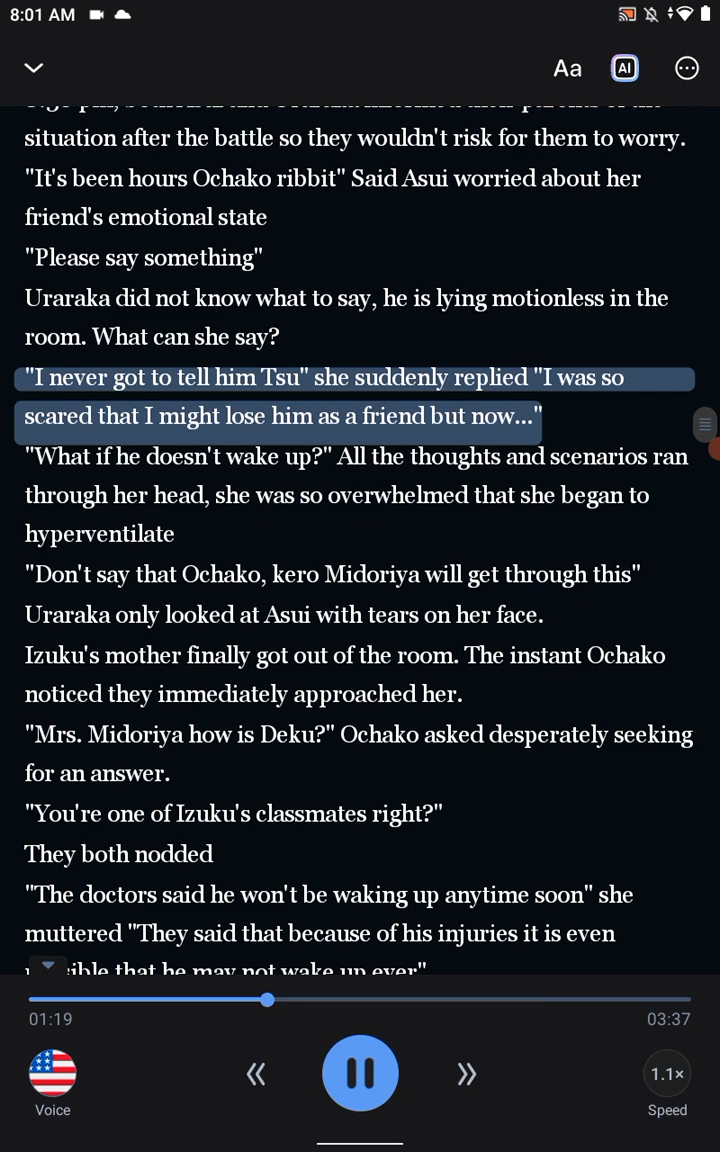 8:01 AM
Aa
AI
situation after the battle so they wouldn't risk for them to worry.
"It's been hours Ochako ribbit" Said Asui worried about her
friend's emotional state
"Please say something"
Uraraka did not know what to say, he is lying motionless in the
room. What can she say?
"I never got to tell him Tsu" she suddenly replied "I was so
scared that I might lose him as a friend but now..."
"What if he doesn't wake up?" All the thoughts and scenarios ran
through her head, she was so overwhelmed that she began to
hyperventilate
"Don't say that Ochako, kero Midoriya will get through this"
Uraraka only looked at Asui with tears on her face.
Izuku's mother finally got out of the room. The instant Ochako
noticed they immediately approached her.
"Mrs. Midoriya how is Deku?" Ochako asked desperately seeking
for an answer.
"You're one of Izuku's classmates right?"
They both nodded
"The doctors said he won't be waking up anytime soon" she
muttered "They said that because of his injuries it is even
that he may not wake up ever"
01:19
03:37
1.1×
Voice
Speed